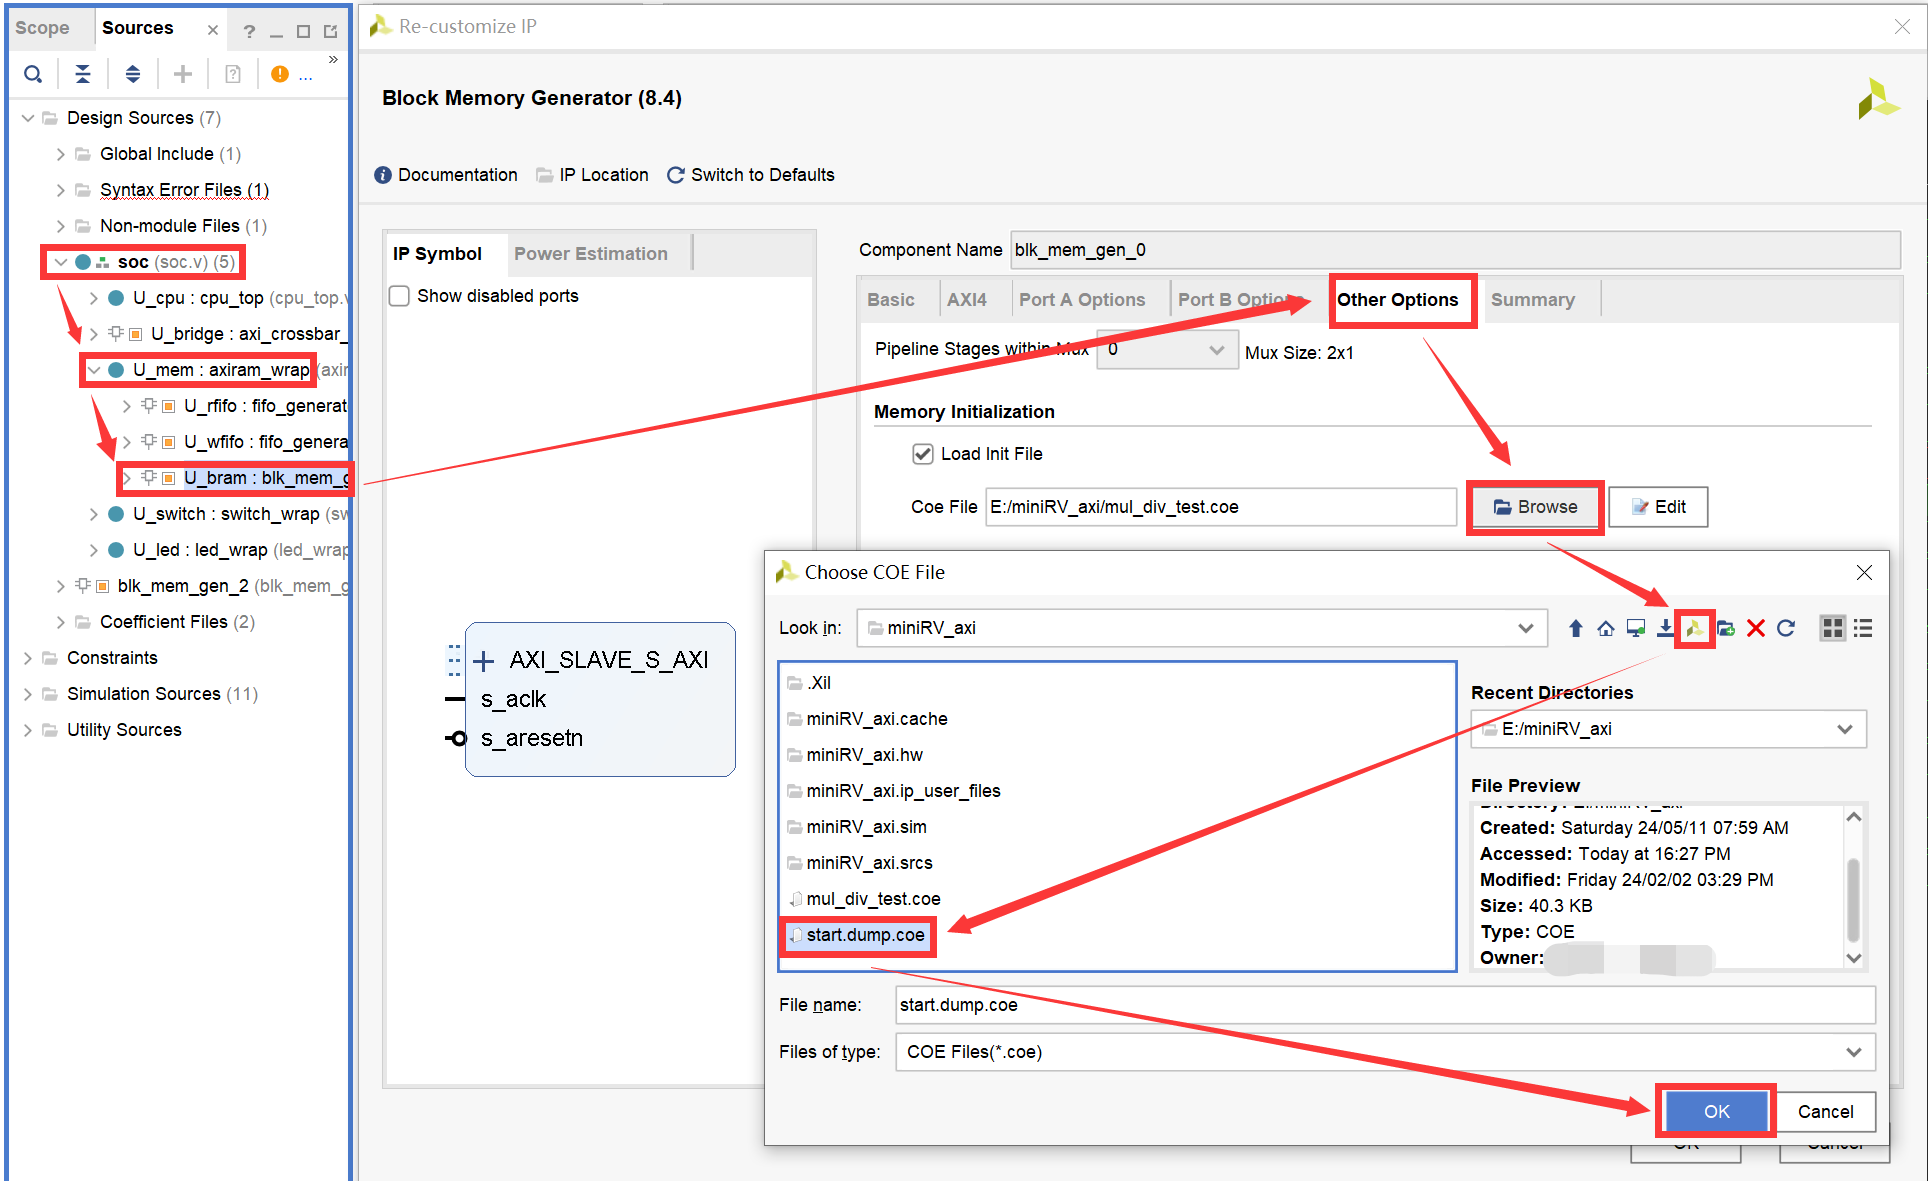 Scope
Sources
Design Sources (7)
Global Include (1)
Syntax Error Files (1)
Non-module Files (1)
soc (soc.v) (5)
U_cpu : cpu_top (cpu_top.v
U_bridge : axi_crossbar_
U_mem : axiram_wrap (axir
U_rfifo : fifo_generat
U_wfifo : fifo_genera
U_bram : blk_mem_g
U_switch : switch_wrap (sw
U_led : led_wrap (led_wrap
blk_mem_gen_2 (blk_mem_g
Coefficient Files (2)
Constraints
Simulation Sources (11)
Utility Sources
Re-customize IP
Block Memory Generator (8.4)
Documentation
IP Location
Switch to Defaults
IP Symbol
Power Estimation
Show disabled ports
AXI_SLAVE_S_AXI
s_aclk
s_aresetn
Component Name blk_mem_gen_0
Basic
AXI4
Port A Options
Port B Options
Other Options
Summary
Pipeline Stages within Mux 0 Mux Size: 2x1
Memory Initialization
Load Init File
Coe File E:/miniRV_axi/mul_div_test.coe Browse Edit
Choose COE File
Look in: miniRV_axi
.Xil
miniRV_axi.cache
miniRV_axi.hw
miniRV_axi.ip_user_files
miniRV_axi.sim
miniRV_axi.srcs
mul_div_test.coe
start.dump.coe
Recent Directories
E:/miniRV_axi
File Preview
Directory: E:/miniRV_axi
Created: Saturday 24/05/11 07:59 AM
Accessed: Today at 16:27 PM
Modified: Friday 24/02/02 03:29 PM
Size: 40.3 KB
Type: COE
Owner:
File name: start.dump.coe
Files of type: COE Files(*.coe)
OK Cancel
OK Cancel